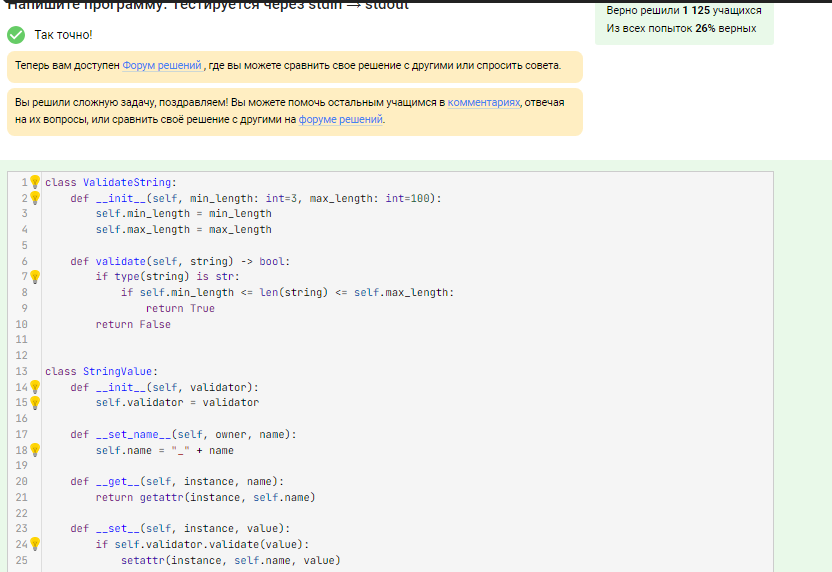 Напишите программу. Тестируется через stdin → stdout
Верно решили 1 125 учащихся
Из всех попыток 26% верных
Так точно!
Теперь вам доступен Форум решений , где вы можете сравнить свое решение с другими или спросить совета.
Вы решили сложную задачу, поздравляем! Вы можете помочь остальным учащимся в комментариях, отвечая
на их вопросы, или сравнить своё решение с другими на форуме решений.
1 class ValidateString:
2     def __init__(self, min_length: int=3, max_length: int=100):
3         self.min_length = min_length
4         self.max_length = max_length
5
6     def validate(self, string) -> bool:
7         if type(string) is str:
8             if self.min_length <= len(string) <= self.max_length:
9                 return True
10         return False
11
12
13 class StringValue:
14     def __init__(self, validator):
15         self.validator = validator
16
17     def __set_name__(self, owner, name):
18         self.name = "_" + name
19
20     def __get__(self, instance, name):
21         return getattr(instance, self.name)
22
23     def __set__(self, instance, value):
24         if self.validator.validate(value):
25             setattr(instance, self.name, value)